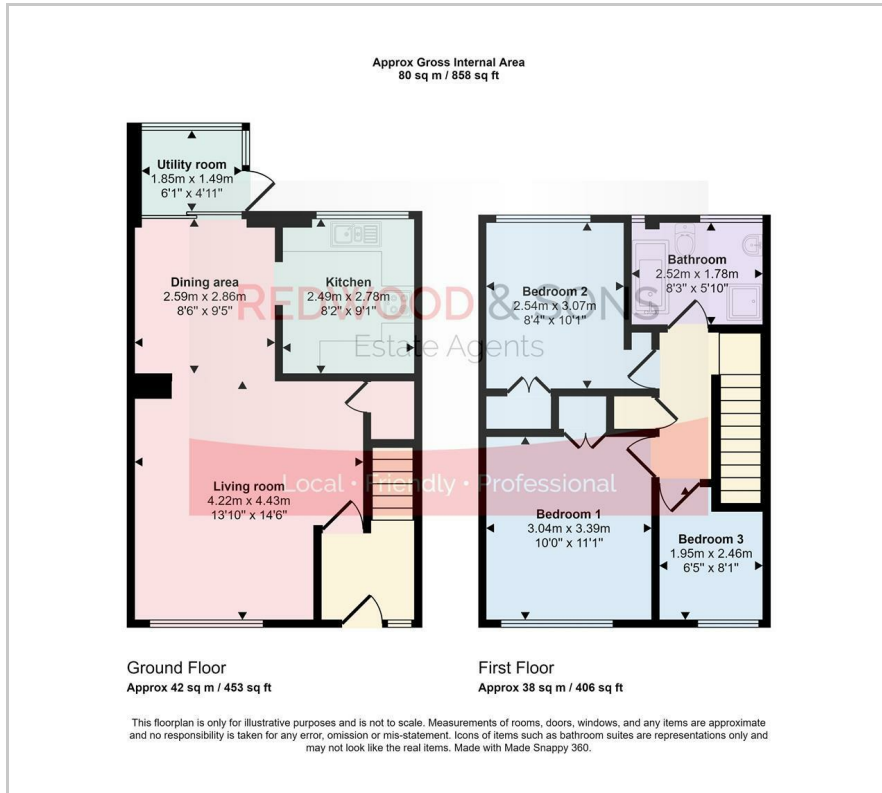 Approx Gross Internal Area
80 sq m / 858 sq ft
Utility room
1.85m x 1.49m
6'1" x 4'11"
Dining area
2.59m x 2.86m
8'6" x 9'5"
Kitchen
2.49m x 2.78m
8'2" x 9'1"
Living room
4.22m x 4.43m
13'10" x 14'6"
Bedroom 2
2.54m x 3.07m
8'4" x 10'1"
Bathroom
2.52m x 1.78m
8'3" x 5'10"
Bedroom 1
3.04m x 3.39m
10'0" x 11'1"
Bedroom 3
1.95m x 2.46m
6'5" x 8'1"
REDWOOD & SONS
Estate Agents
Local • Friendly • Professional
Ground Floor
Approx 42 sq m / 453 sq ft
First Floor
Approx 38 sq m / 406 sq ft
This floorplan is only for illustrative purposes and is not to scale. Measurements of rooms, doors, windows, and any items are approximate
and no responsibility is taken for any error, omission or mis-statement. Icons of items such as bathroom suites are representations only and
may not look like the real items. Made with Made Snappy 360.